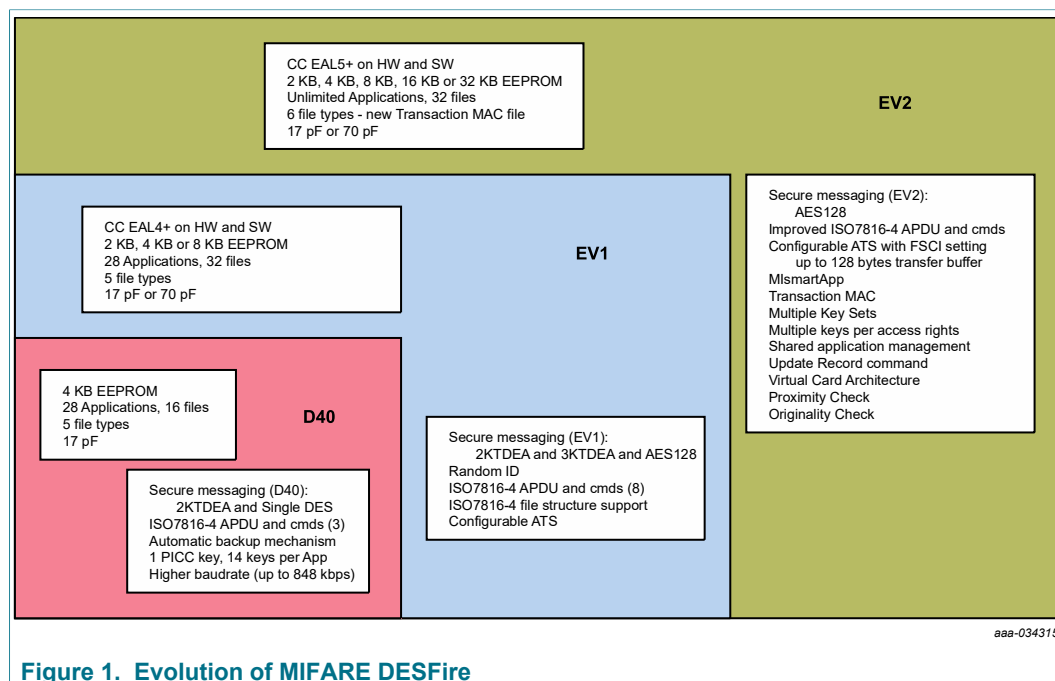 CC EAL5+ on HW and SW
2 KB, 4 KB, 8 KB, 16 KB or 32 KB EEPROM
Unlimited Applications, 32 files
6 file types - new Transaction MAC file
17 pF or 70 pF
EV2
Secure messaging (EV2):
AES128
Improved ISO7816-4 APDU and cmds
Configurable ATS with FSCI setting
up to 128 bytes transfer buffer
MIsmartApp
Transaction MAC
Multiple Key Sets
Multiple keys per access rights
Shared application management
Update Record command
Virtual Card Architecture
Proximity Check
Originality Check
CC EAL4+ on HW and SW
2 KB, 4 KB or 8 KB EEPROM
28 Applications, 32 files
5 file types
17 pF or 70 pF
EV1
Secure messaging (EV1):
2KTDEA and 3KTDEA and AES128
Random ID
ISO7816-4 APDU and cmds (8)
ISO7816-4 file structure support
Configurable ATS
4 KB EEPROM
28 Applications, 16 files
5 file types
17 pF
D40
Secure messaging (D40):
2KTDEA and Single DES
ISO7816-4 APDU and cmds (3)
Automatic backup mechanism
1 PICC key, 14 keys per App
Higher baudrate (up to 848 kbps)
aaa-034315
Figure 1. Evolution of MIFARE DESFire